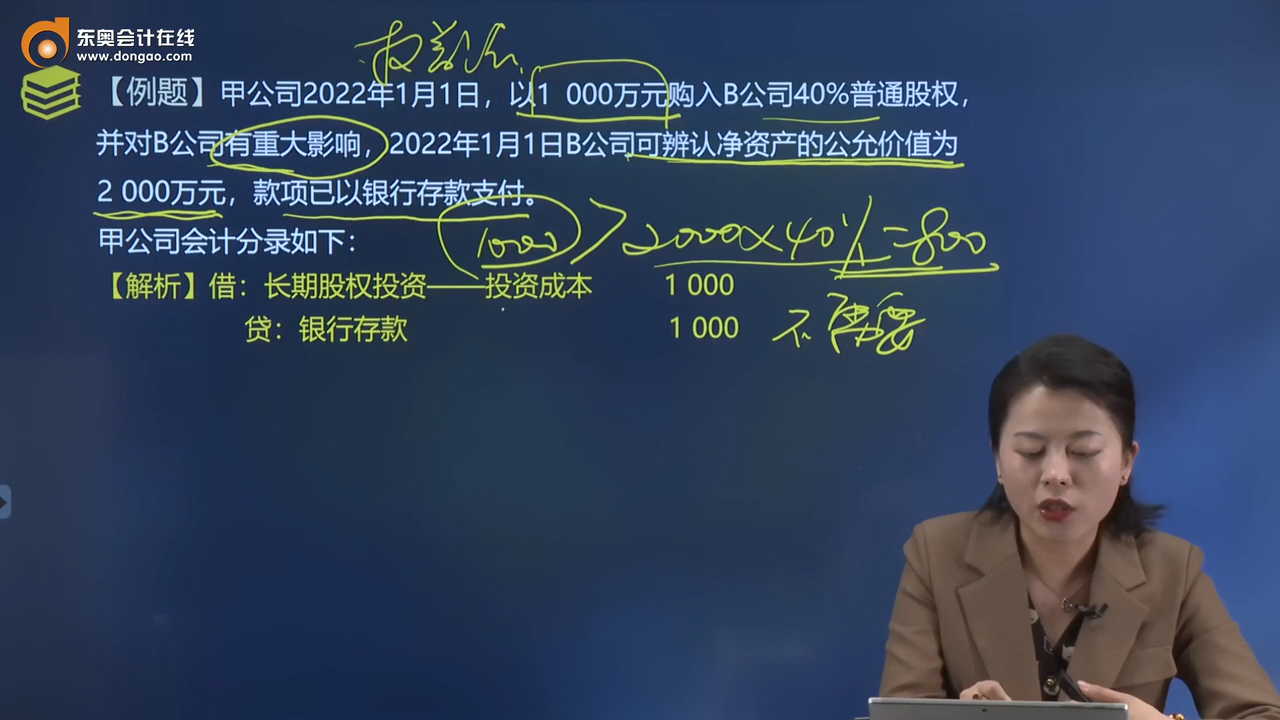 东奥会计在线
www.dongao.com
权益法
【例题】甲公司2022年1月1日，以1 000万元购入B公司40%普通股权，
并对B公司有重大影响，2022年1月1日B公司可辨认净资产的公允价值为
2 000万元，款项已以银行存款支付。
甲公司会计分录如下：
1000>2000×40%=800
【解析】借：长期股权投资——投资成本 1 000
贷：银行存款 1 000
不需要